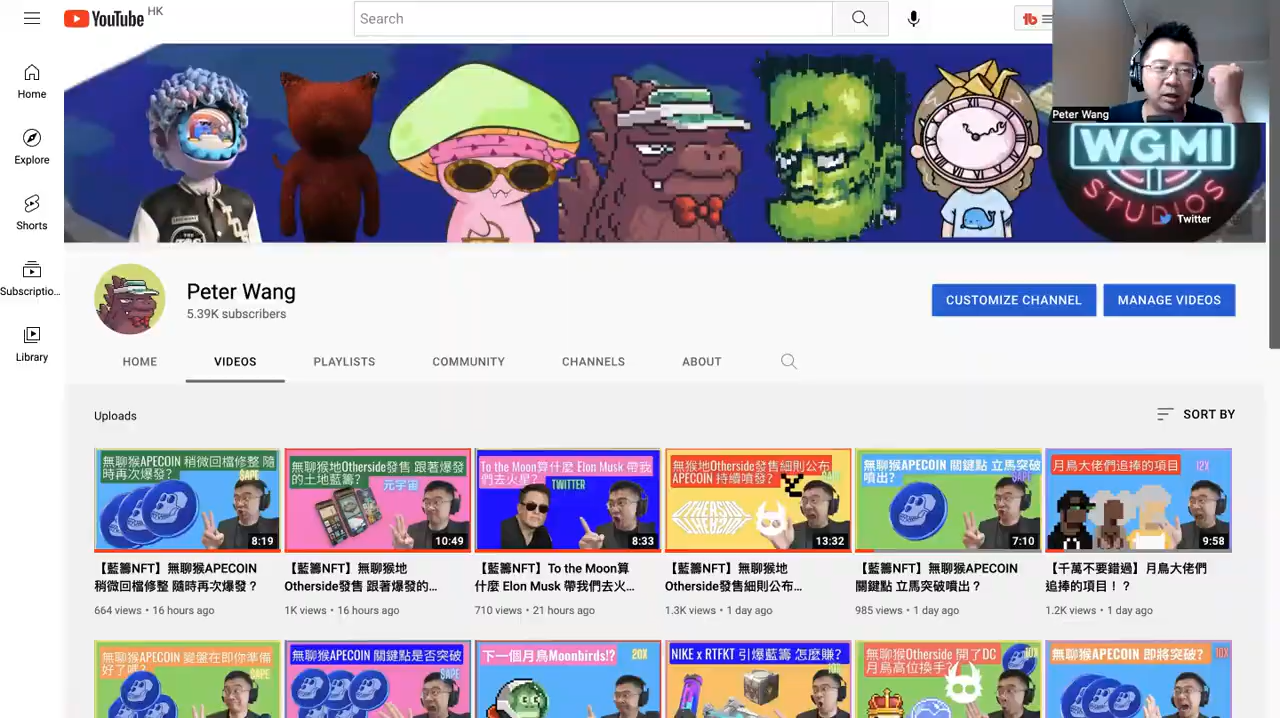 YouTube HK
Search
Home
Explore
Shorts
Subscriptio...
Library
Peter Wang
WGMI
STUDIOS
Twitter
Peter Wang
5.39K subscribers
CUSTOMIZE CHANNEL
MANAGE VIDEOS
HOME
VIDEOS
PLAYLISTS
COMMUNITY
CHANNELS
ABOUT
Uploads
SORT BY
無聊猴APECOIN 稍微回檔修整 隨
時再次爆發?
$APE
8:19
無聊猴地Otherside發售 跟著爆發
的土地藍籌?
元宇宙
10:49
To the Moon算什麼 Elon Musk 帶我
們去火星?
TWITTER
8:33
無猴地Otherside發售細則公布
APECOIN 持續噴發?
13:32
無聊猴APECOIN 關鍵點 立馬突破
噴出?
7:10
月鳥大佬們追捧的項目
12X
9:58
【藍籌NFT】無聊猴APECOIN
稍微回檔修整 隨時再次爆發？
664 views • 16 hours ago
【藍籌NFT】無聊猴地
Otherside發售 跟著爆發的...
1K views • 16 hours ago
【藍籌NFT】To the Moon算
什麼 Elon Musk 帶我們去火...
710 views • 21 hours ago
【藍籌NFT】無聊猴地
Otherside發售細則公布...
1.3K views • 1 day ago
【藍籌NFT】無聊猴APECOIN
關鍵點 立馬突破噴出？
985 views • 1 day ago
【千萬不要錯過】月鳥大佬們
追捧的項目！？
1.2K views • 1 day ago
無聊猴APECOIN 變盤在即你準備
好了嗎?
$APE
無聊猴APECOIN 關鍵點是否突破
$APE
下一個月鳥Moonbirds!?
20X
NIKE x RTFKT 引爆藍籌 怎麼賺?
10X
無聊猴Otherside 開了DC
月鳥高位換手?
無聊猴APECOIN 即將突破?
10X